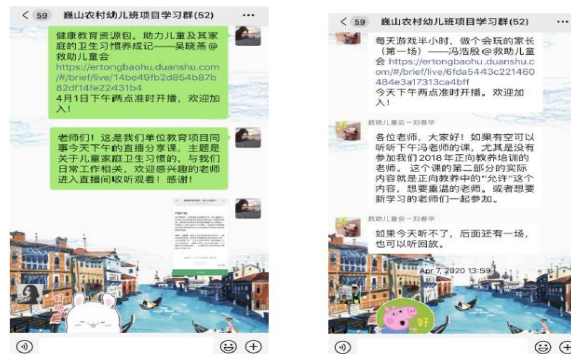 59 巍山农村幼儿班项目学习群(52)
健康教育资源包，助力儿童及其家
庭的卫生习惯养成记——吴晓燕@
救助儿童会
https://ertongbaohu.duanshu.com
/#/brief/live/14be49fb2d854b87b
82df14fe22431b4
4月1日下午两点准时开播，欢迎加
入！
老师们！这是我们单位教育项目同
事今天下午的直播分享课，主题是
关于儿童家庭卫生习惯的，与我们
日常工作相关，欢迎感兴趣的老师
进入直播间收听观看！感谢！
59 巍山农村幼儿班项目学习群(52)
每天游戏半小时，做个会玩的家长
（第一场）——冯浩殷@救助儿童
会 https://ertongbaohu.duanshu.c
om/#/brief/live/6fda5443c221460
484e3a17313ca4bff
今天下午两点准时开播。欢迎加
入！
救助儿童会－刘春华
各位老师，大家好！如果有空可以
听听下午冯老师的课，尤其是没有
参加我们2018年正向教养培训的
老师。 这个课的第二部分的实际
内容就是正向教养中的“允许”这个
内容，想要重温的老师。或者想要
新学习的老师们一起参加。
救助儿童会－刘春华
如果今天听不了，后面还有一场，
也可以听回放。
Apr 7, 2020 13:59
好